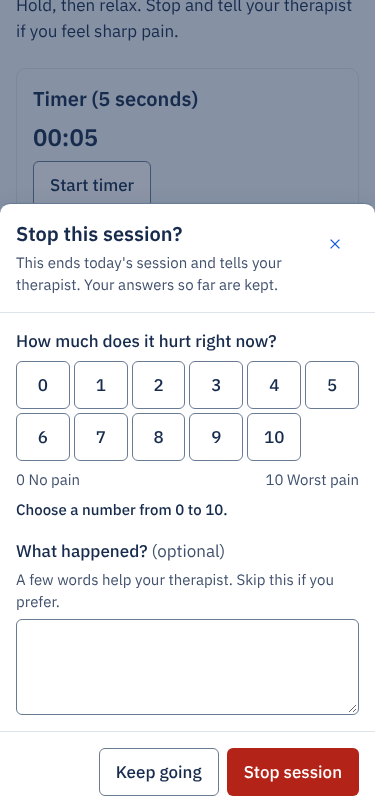 Hold, then relax. Stop and tell your therapist
if you feel sharp pain.
Timer (5 seconds)
00:05
Start timer
Stop this session?
This ends today's session and tells your
therapist. Your answers so far are kept.
How much does it hurt right now?
0 1 2 3 4 5
6 7 8 9 10
0 No pain 10 Worst pain
Choose a number from 0 to 10.
What happened? (optional)
A few words help your therapist. Skip this if you
prefer.
Keep going Stop session